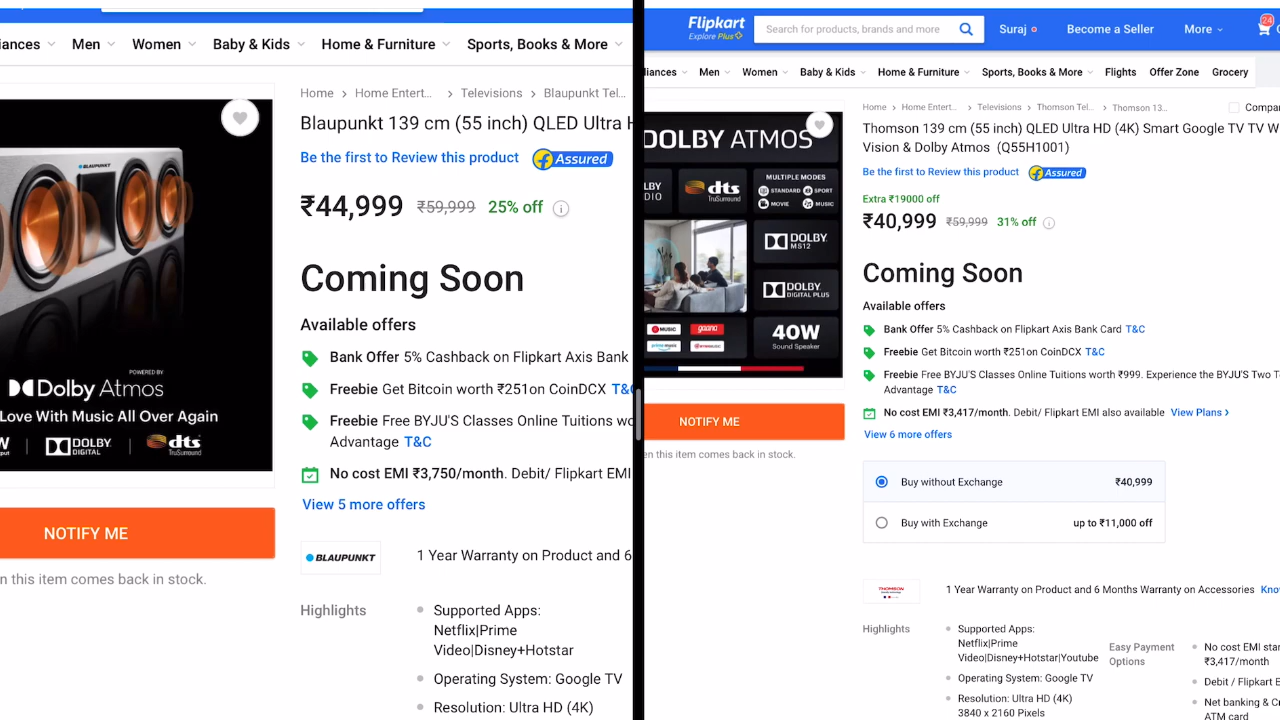 iances Men Women Baby & Kids Home & Furniture Sports, Books & More
Home Home Entert... Televisions Blaupunkt Tel...
Blaupunkt 139 cm (55 inch) QLED Ultra
Be the first to Review this product
Assured
₹44,999 ₹59,999 25% off
Coming Soon
Available offers
Bank Offer 5% Cashback on Flipkart Axis Bank
Freebie Get Bitcoin worth ₹251on CoinDCX T&C
Freebie Free BYJU'S Classes Online Tuitions wo
Advantage T&C
No cost EMI ₹3,750/month. Debit/ Flipkart EMI
View 5 more offers
BLAUPUNKT
1 Year Warranty on Product and 6
Highlights
Supported Apps:
Netflix|Prime
Video|Disney+Hotstar
Operating System: Google TV
Resolution: Ultra HD (4K)
BLAUPUNKT
POWERED BY
Dolby Atmos
Love With Music All Over Again
DOLBY
DIGITAL
dts
TruSurround
NOTIFY ME
en this item comes back in stock.
Flipkart
Explore Plus
Search for products, brands and more
Suraj
Become a Seller
More
24
liances Men Women Baby & Kids Home & Furniture Sports, Books & More Flights Offer Zone Grocery
Home Home Entert... Televisions Thomson Tel... Thomson 13...
Compar
Thomson 139 cm (55 inch) QLED Ultra HD (4K) Smart Google TV TV W
Vision & Dolby Atmos (Q55H1001)
Be the first to Review this product
Assured
Extra ₹19000 off
₹40,999 ₹59,999 31% off
Coming Soon
Available offers
Bank Offer 5% Cashback on Flipkart Axis Bank Card T&C
Freebie Get Bitcoin worth ₹251on CoinDCX T&C
Freebie Free BYJU'S Classes Online Tuitions worth ₹999. Experience the BYJU'S Two T
Advantage T&C
No cost EMI ₹3,417/month. Debit/ Flipkart EMI also available View Plans
View 6 more offers
Buy without Exchange ₹40,999
Buy with Exchange up to ₹11,000 off
THOMSON
1 Year Warranty on Product and 6 Months Warranty on Accessories Kno
Highlights
Supported Apps:
Netflix|Prime
Video|Disney+Hotstar|Youtube
Operating System: Google TV
Resolution: Ultra HD (4K)
3840 x 2160 Pixels
Easy Payment
Options
No cost EMI star
₹3,417/month
Debit / Flipkart E
Net banking & C
ATM card
DOLBY ATMOS
LBY
DIO
dts
TruSurround
MULTIPLE MODES
STANDARD SPORT
MOVIE MUSIC
DOLBY
MS12
DOLBY
DIGITAL PLUS
MUSIC
gaana
prime music
40W
Sound Speaker
NOTIFY ME
en this item comes back in stock.